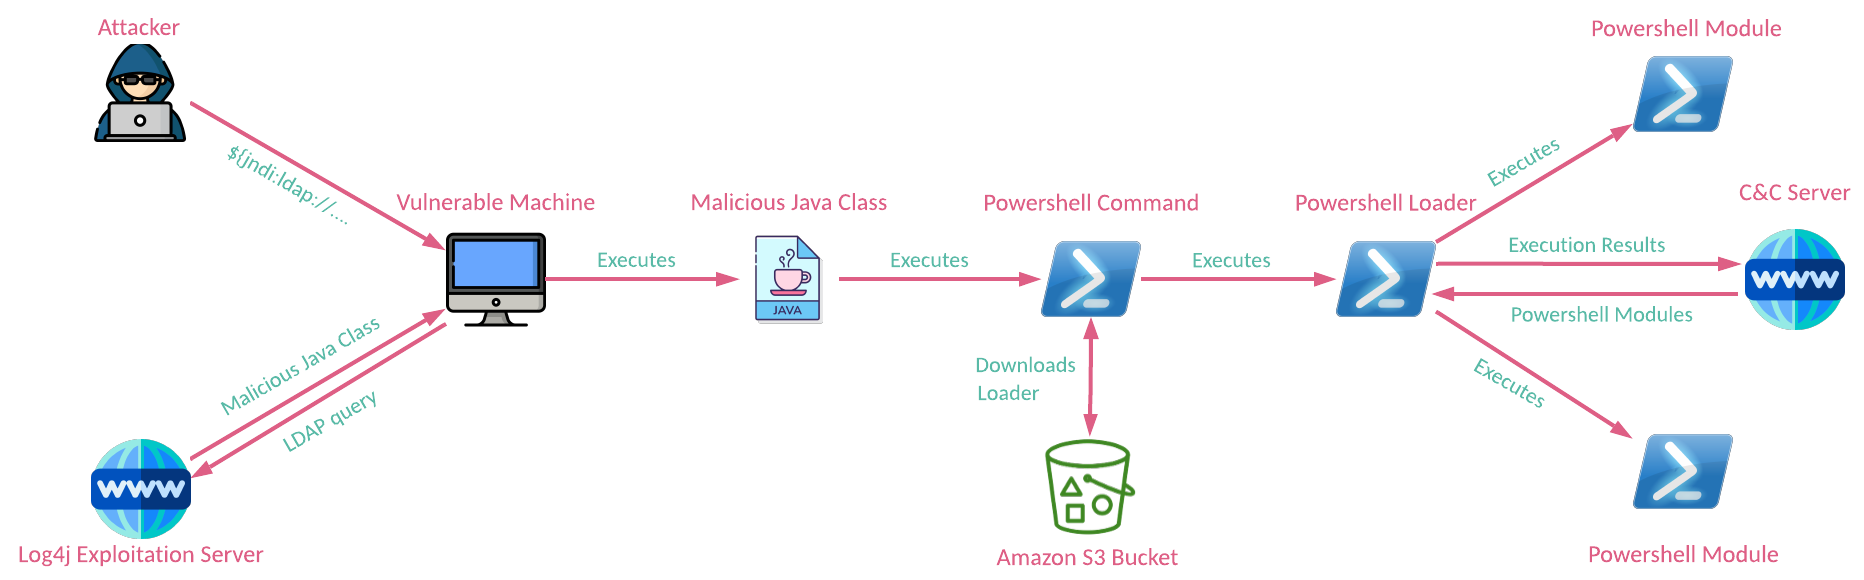 Attacker
Powershell Module
${jndi:ldap://....
Executes
Vulnerable Machine
Malicious Java Class
Powershell Command
Powershell Loader
C&C Server
Executes
Executes
Executes
Execution Results
www
JAVA
Powershell Modules
Malicious Java Class
LDAP query
Downloads
Loader
Executes
www
Log4j Exploitation Server
Amazon S3 Bucket
Powershell Module